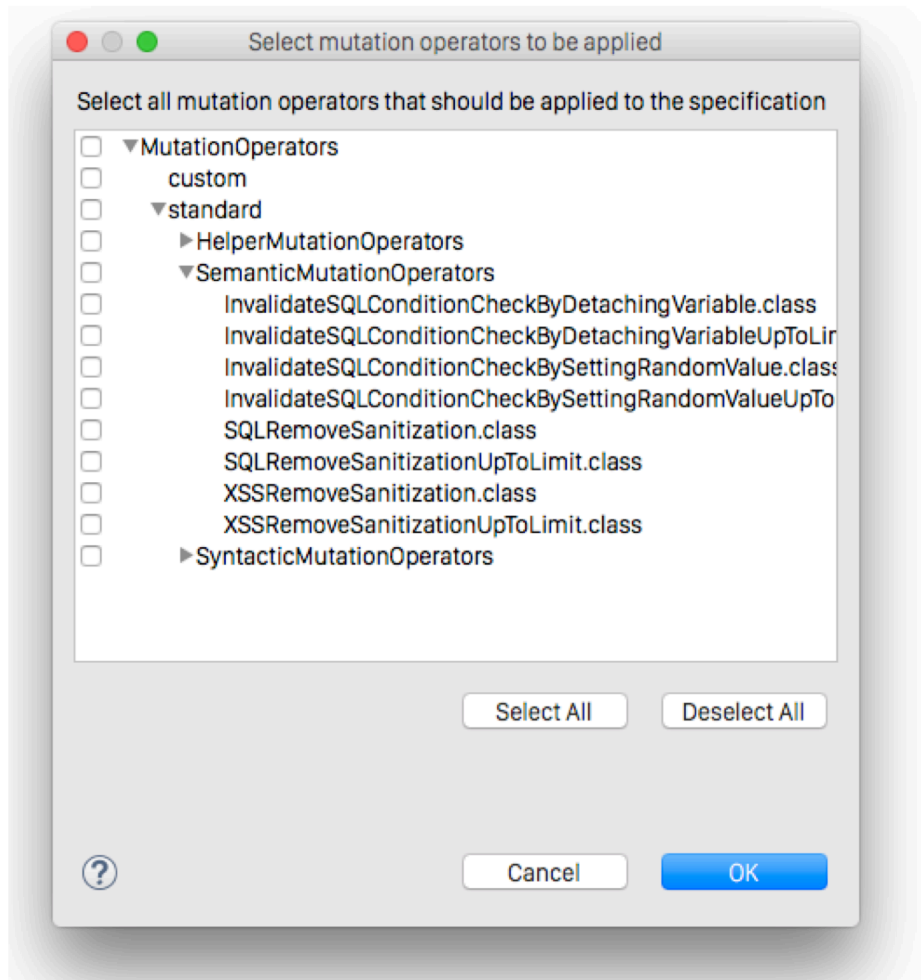 Select mutation operators to be applied
Select all mutation operators that should be applied to the specification
MutationOperators
custom
standard
HelperMutationOperators
SemanticMutationOperators
InvalidateSQLConditionCheckByDetachingVariable.class
InvalidateSQLConditionCheckByDetachingVariableUpToLir
InvalidateSQLConditionCheckBySettingRandomValue.class
InvalidateSQLConditionCheckBySettingRandomValueUpTo
SQLRemoveSanitization.class
SQLRemoveSanitizationUpToLimit.class
XSSRemoveSanitization.class
XSSRemoveSanitizationUpToLimit.class
SyntacticMutationOperators
Select All Deselect All
? Cancel OK